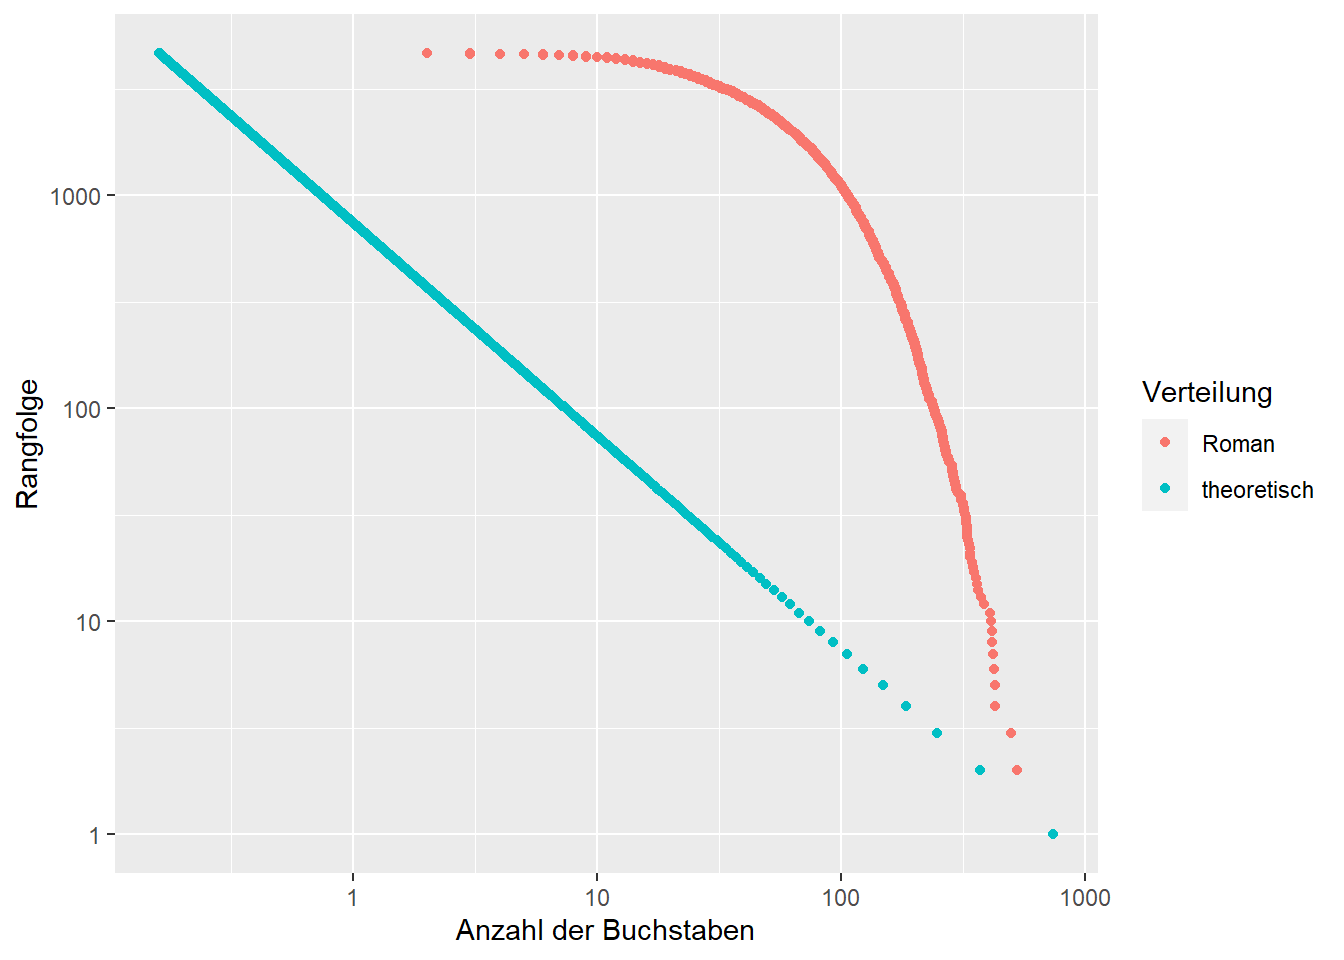 1000
100
10
1
Rangfolge
1 10 100 1000
Anzahl der Buchstaben
Verteilung
Roman
theoretisch